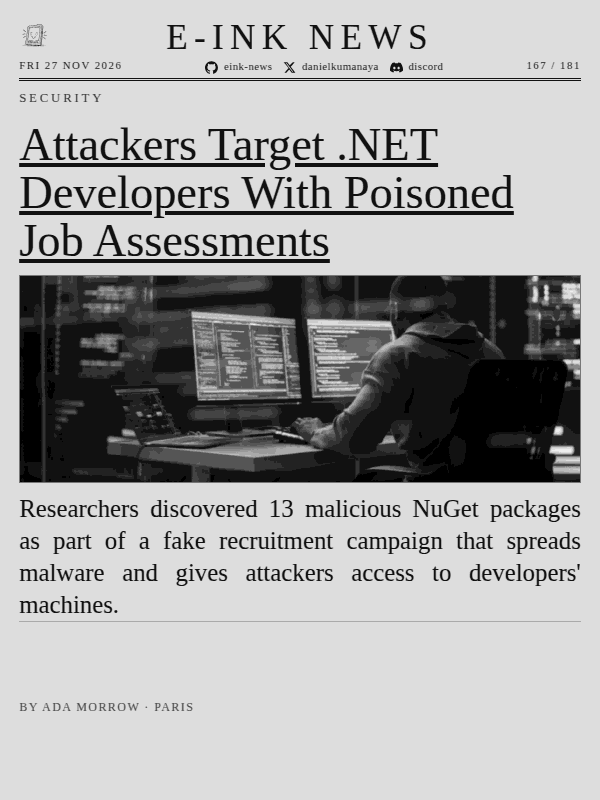 E-INK NEWS
FRI 27 NOV 2026
eink-news danielkumanaya discord
167 / 181
SECURITY
Attackers Target .NET
Developers With Poisoned
Job Assessments
Researchers discovered 13 malicious NuGet packages
as part of a fake recruitment campaign that spreads
malware and gives attackers access to developers'
machines.
BY ADA MORROW · PARIS